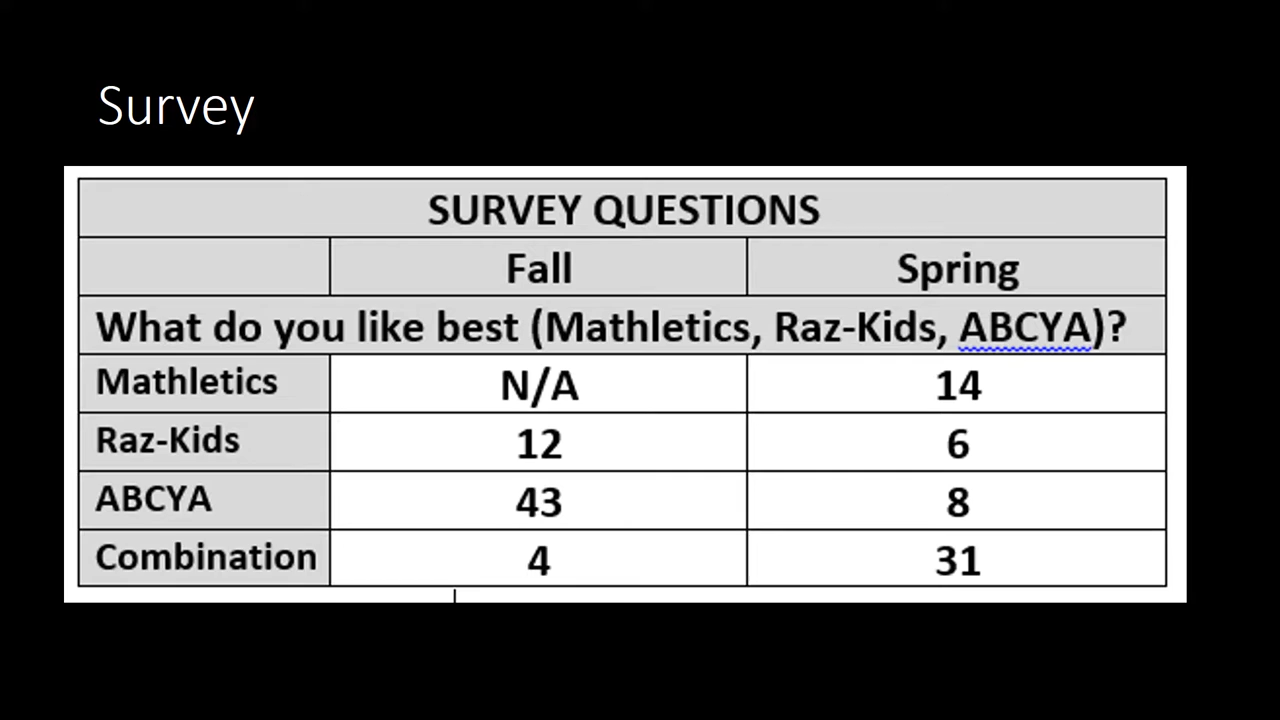 Survey
SURVEY QUESTIONS
Fall Spring
What do you like best (Mathletics, Raz-Kids, ABCYA)?
Mathletics N/A 14
Raz-Kids 12 6
ABCYA 43 8
Combination 4 31